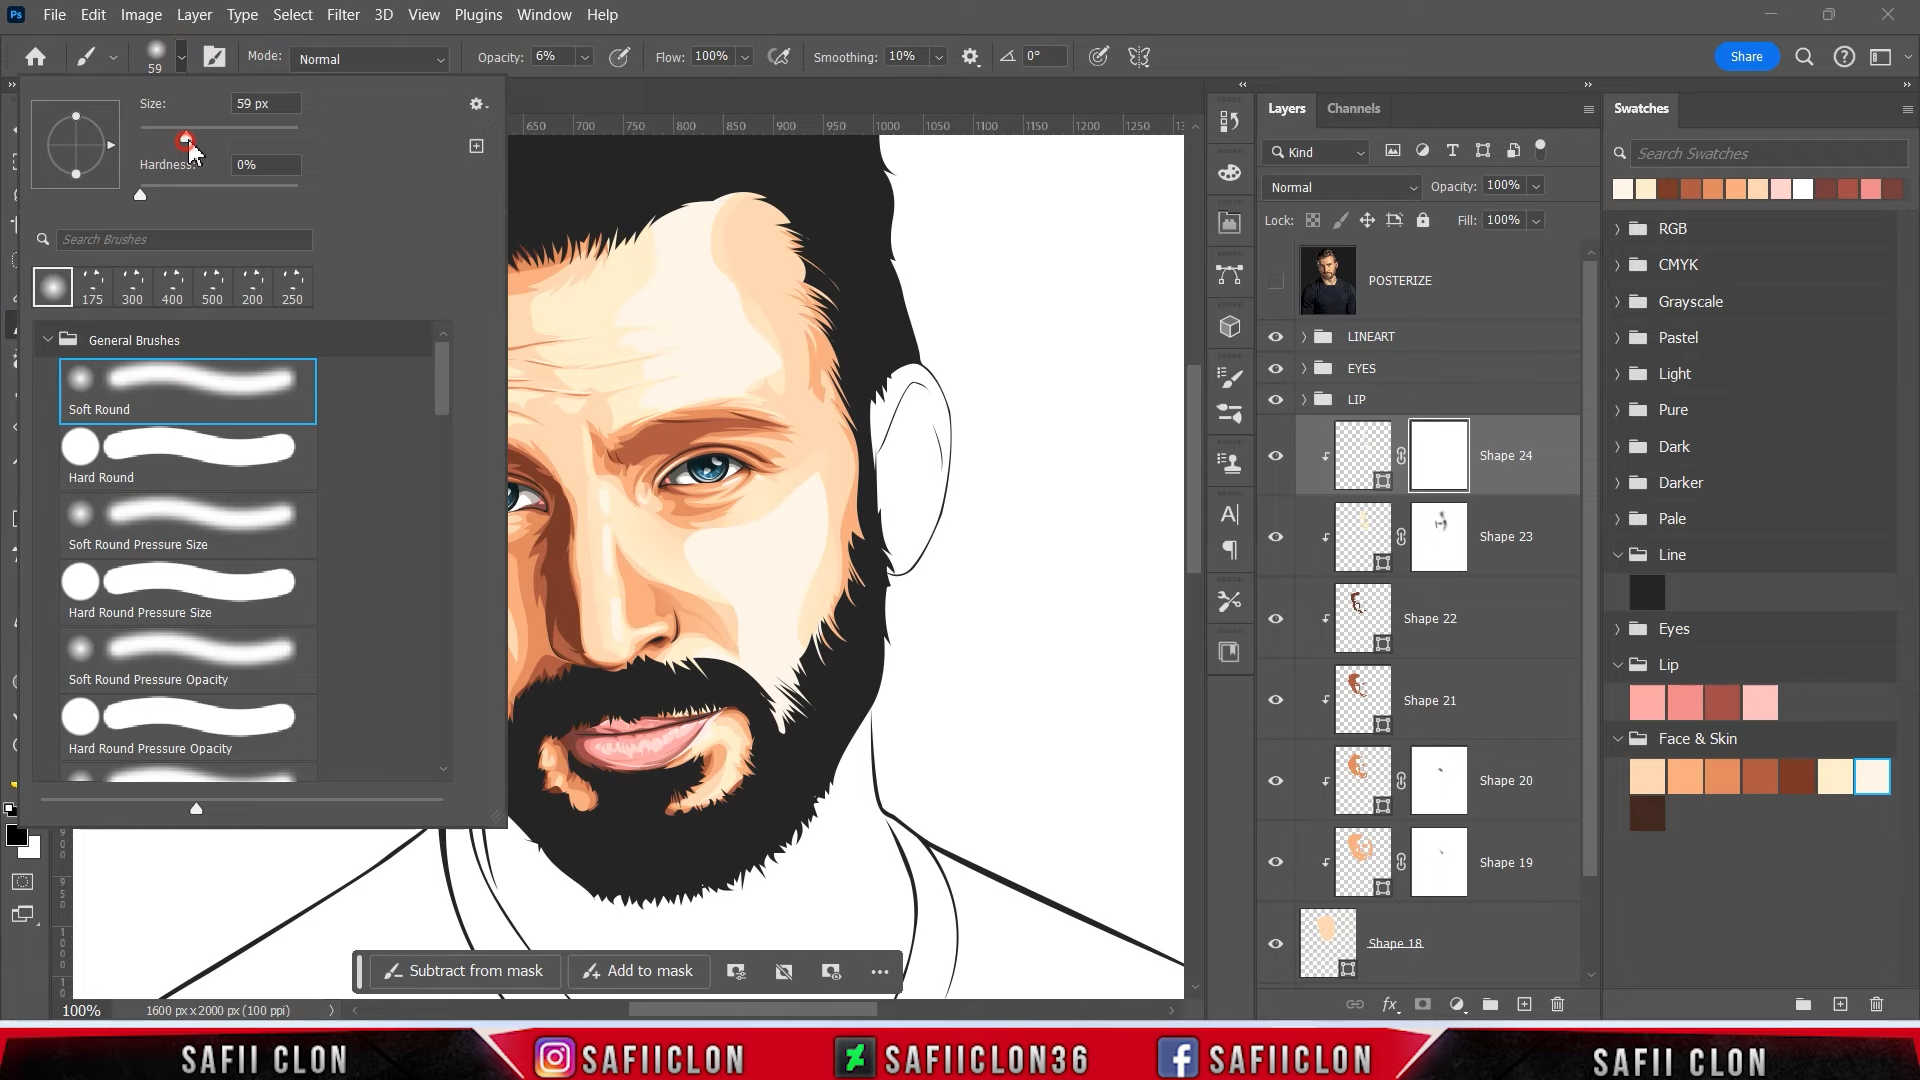 Ps File Edit Image Layer Type Select Filter 3D View Plugins Window Help
59 Mode: Normal Opacity: 6% Flow: 100% Smoothing: 10% 0° Share
Size: 59 px
Hardness: 0%
Search Brushes
175 300 400 500 200 250
General Brushes
Soft Round
Hard Round
Soft Round Pressure Size
Hard Round Pressure Size
Soft Round Pressure Opacity
Hard Round Pressure Opacity
650 700 750 800 850 900 950 1000 1050 1100 1150 1200 1250
Layers Channels
Kind
Normal Opacity: 100%
Lock: Fill: 100%
POSTERIZE
LINEART
EYES
LIP
Shape 24
Shape 23
Shape 22
Shape 21
Shape 20
Shape 19
Shape 18
fx
Swatches
Search Swatches
RGB
CMYK
Grayscale
Pastel
Light
Pure
Dark
Darker
Pale
Line
Eyes
Lip
Face & Skin
Subtract from mask Add to mask
100% 1600 px x 2000 px (100 ppi)
SAFII CLON SAFIICLON SAFIICLON36 SAFIICLON SAFII CLON